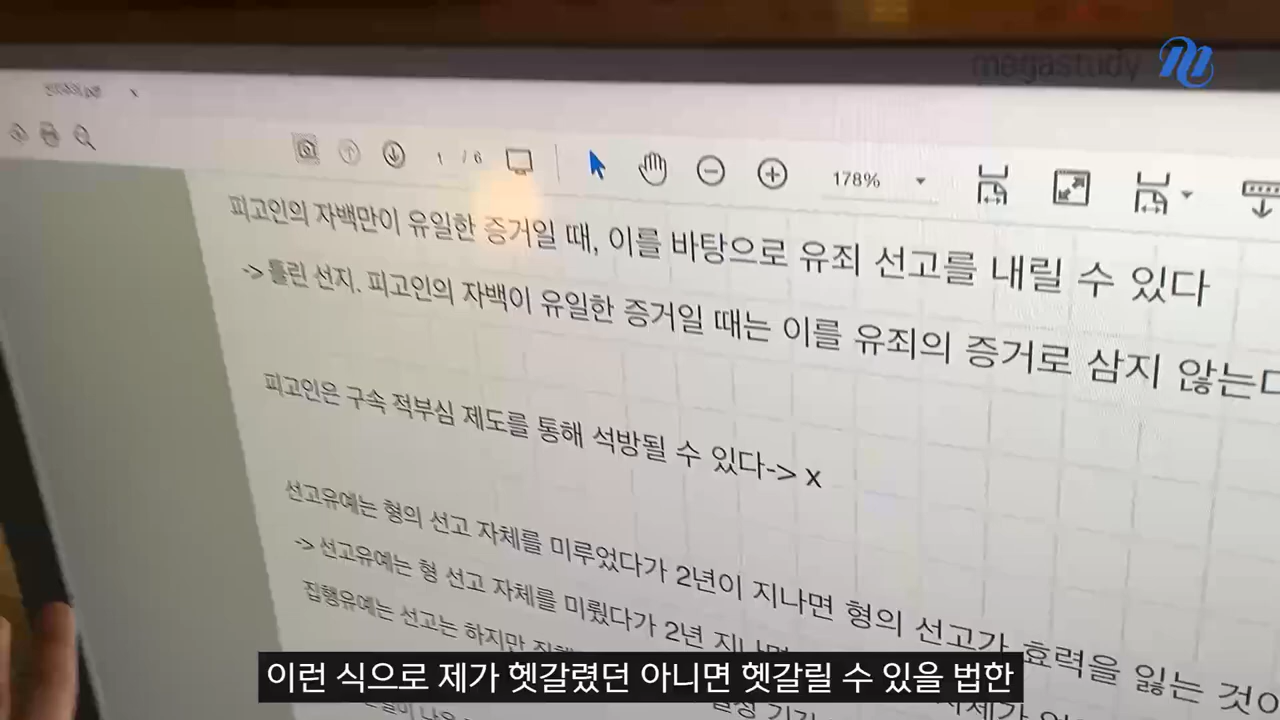 megastudy
1 / 6
178%
피고인의 자백만이 유일한 증거일 때, 이를 바탕으로 유죄 선고를 내릴 수 있다
-> 틀린 선지. 피고인의 자백이 유일한 증거일 때는 이를 유죄의 증거로 삼지 않는다
피고인은 구속 적부심 제도를 통해 석방될 수 있다-> x
선고유예는 형의 선고 자체를 미루었다가 2년이 지나면 형의 선고가 효력을 잃는 것이
-> 선고유예는 형 선고 자체를 미뤘다가 2년 지나면
집행유예는 선고는 하지만
이런 식으로 제가 헷갈렸던 아니면 헷갈릴 수 있을 법한